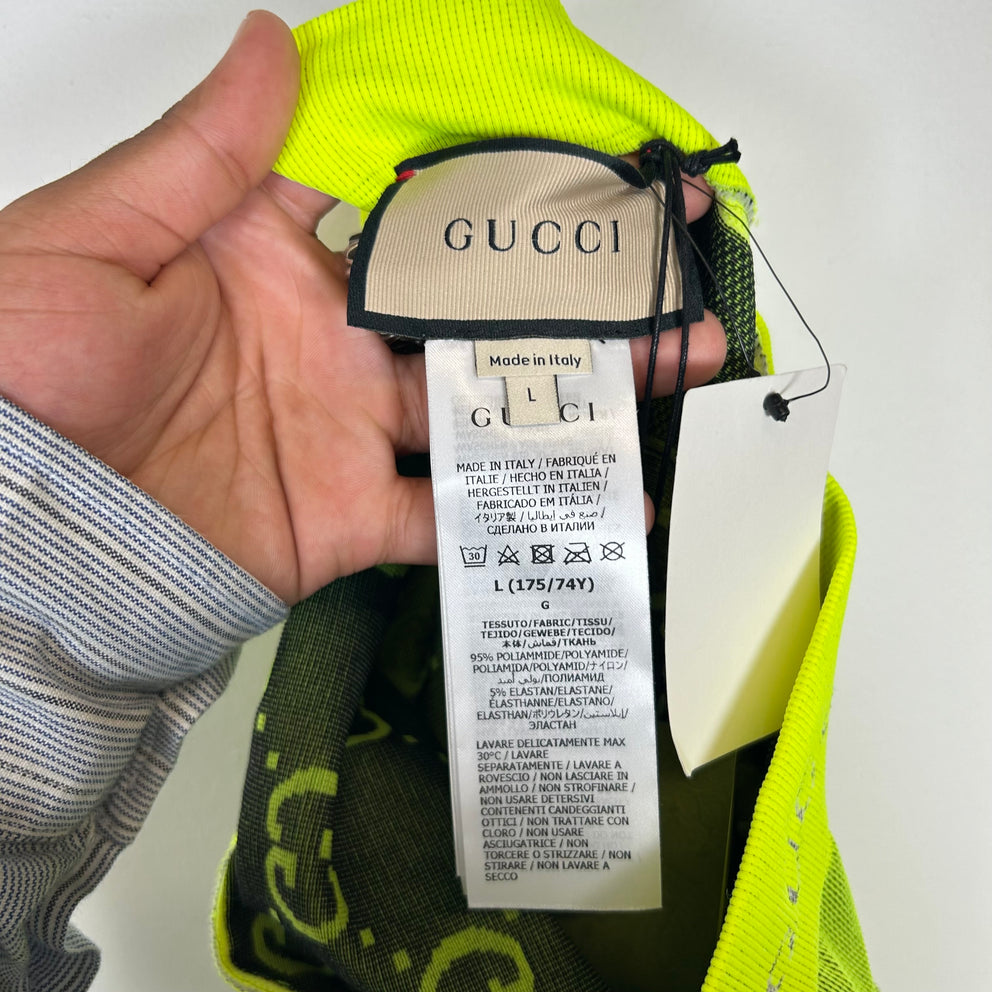 GUCCI
Made in Italy
L
GUCCI
MADE IN ITALY / FABRIQUÉ EN
ITALIE / HECHO EN ITALIA /
HERGESTELLT IN ITALIEN /
FABRICADO EM ITÁLIA /
イタリア製 / صنع في إيطاليا /
СДЕЛАНО В ИТАЛИИ
30
L (175/74Y)
G
TESSUTO/FABRIC/TISSU/
TEJIDO/GEWEBE/TECIDO/
本体/قماش/ТКАНЬ
95% POLIAMMIDE/POLYAMIDE/
POLIAMIDA/POLYAMID/ナイロン/
بولي أميد/ПОЛИАМИД
5% ELASTAN/ELASTANE/
ÉLASTHANNE/ELASTANO/
ELASTHAN/ポリウレタン/إيلاستين/
ЭЛАСТАН
LAVARE DELICATAMENTE MAX
30°C / LAVARE
SEPARATAMENTE / LAVARE A
ROVESCIO / NON LASCIARE IN
AMMOLLO / NON STROFINARE /
NON USARE DETERSIVI
CONTENENTI CANDEGGIANTI
OTTICI / NON TRATTARE CON
CLORO / NON USARE
ASCIUGATRICE / NON
TORCERE O STRIZZARE / NON
STIRARE / NON LAVARE A
SECCO